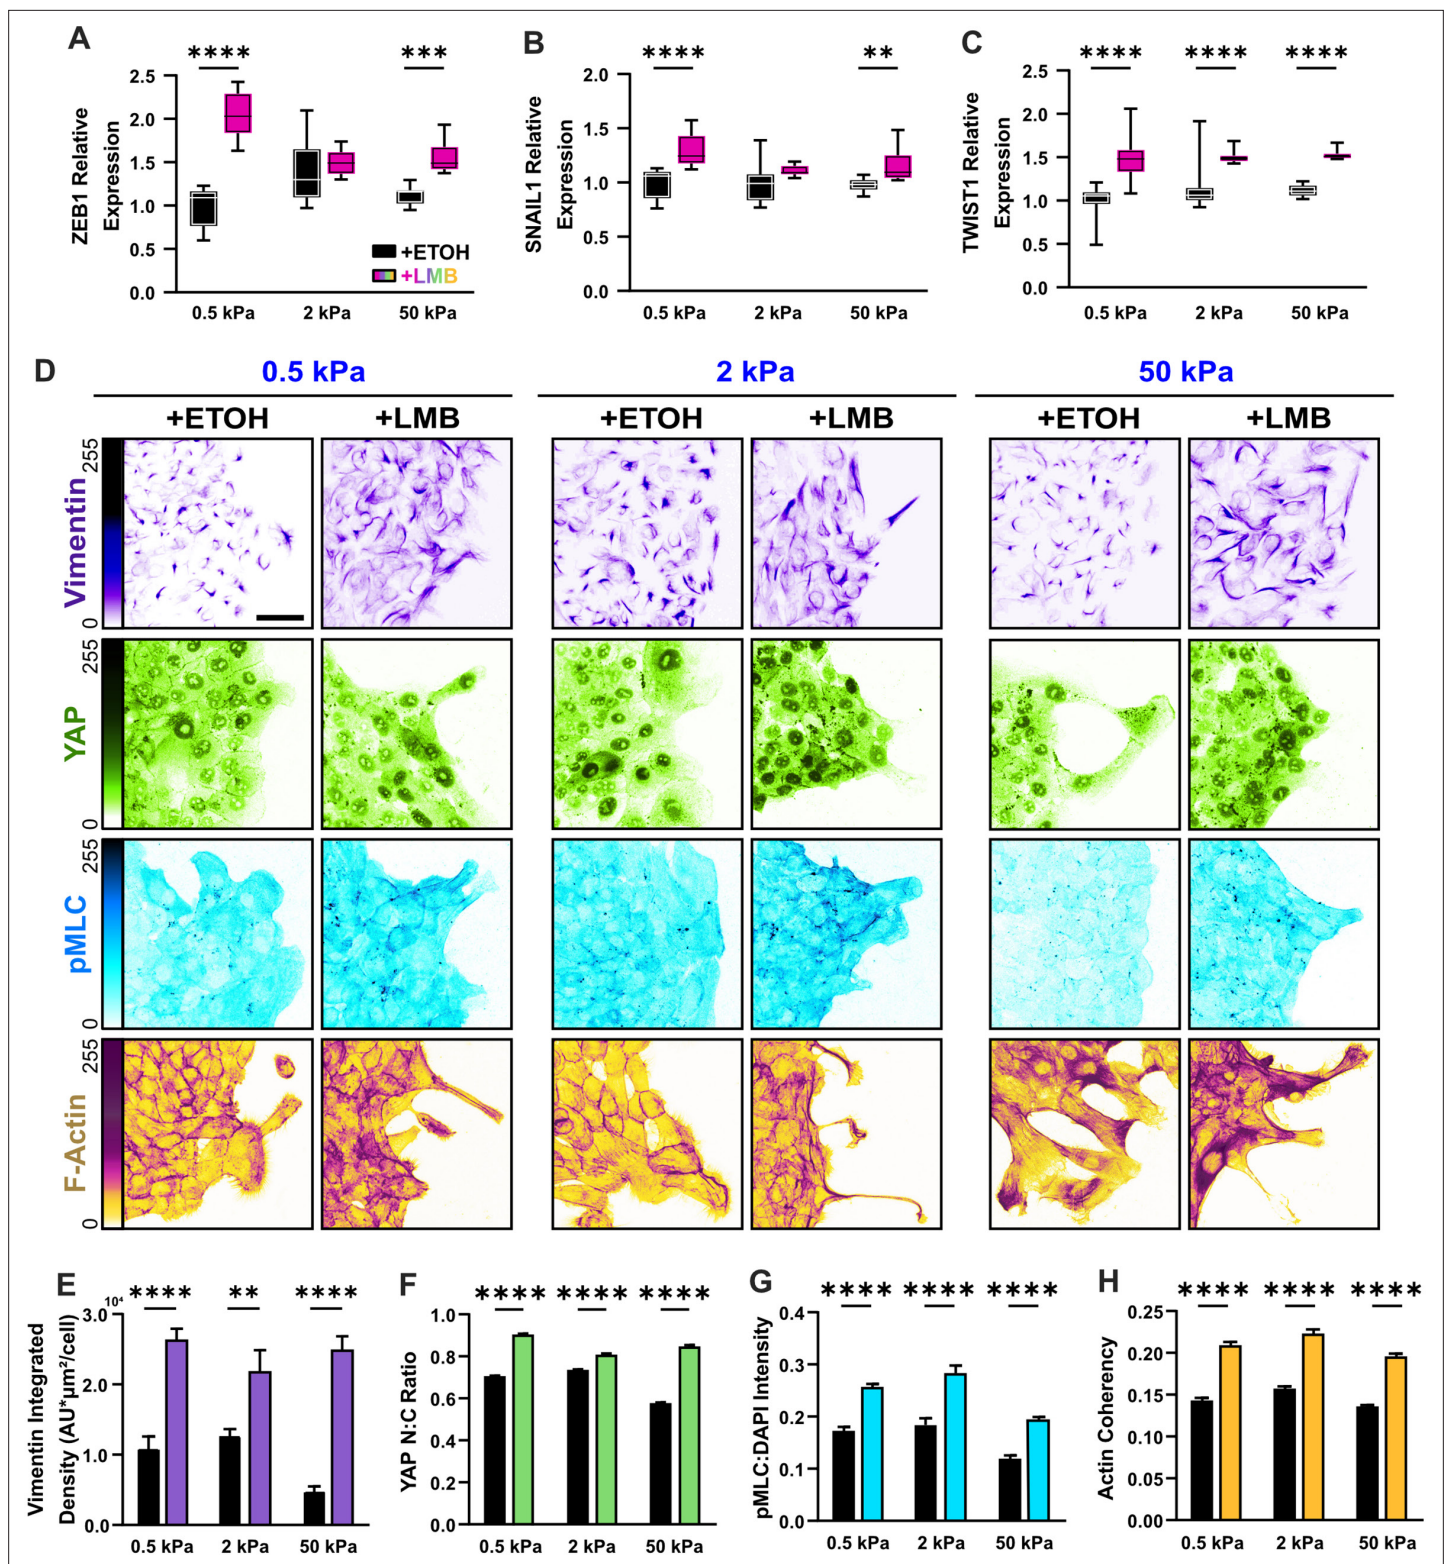 A
****
***
2.5
2.0
1.5
1.0
0.5
0.0
ZEB1 Relative
Expression
+ETOH
+LMB
0.5 kPa
2 kPa
50 kPa
B
****
**
2.0
1.5
1.0
0.5
0.0
SNAIL1 Relative
Expression
0.5 kPa
2 kPa
50 kPa
C
****
****
****
2.5
2.0
1.5
1.0
0.5
0.0
TWIST1 Relative
Expression
0.5 kPa
2 kPa
50 kPa
D
0.5 kPa
2 kPa
50 kPa
+ETOH
+LMB
+ETOH
+LMB
+ETOH
+LMB
Vimentin
255
0
YAP
255
0
pMLC
255
0
F-Actin
255
0
E
****
**
****
10⁴
3.0
2.0
1.0
0.0
Vimentin Integrated
Density (AU*µm²/cell)
0.5 kPa
2 kPa
50 kPa
F
****
****
****
1.0
0.8
0.6
0.4
0.2
0.0
YAP N:C Ratio
0.5 kPa
2 kPa
50 kPa
G
****
****
****
0.4
0.3
0.2
0.1
0.0
pMLC:DAPI Intensity
0.5 kPa
2 kPa
50 kPa
H
****
****
****
0.25
0.20
0.15
0.10
0.05
0.00
Actin Coherency
0.5 kPa
2 kPa
50 kPa